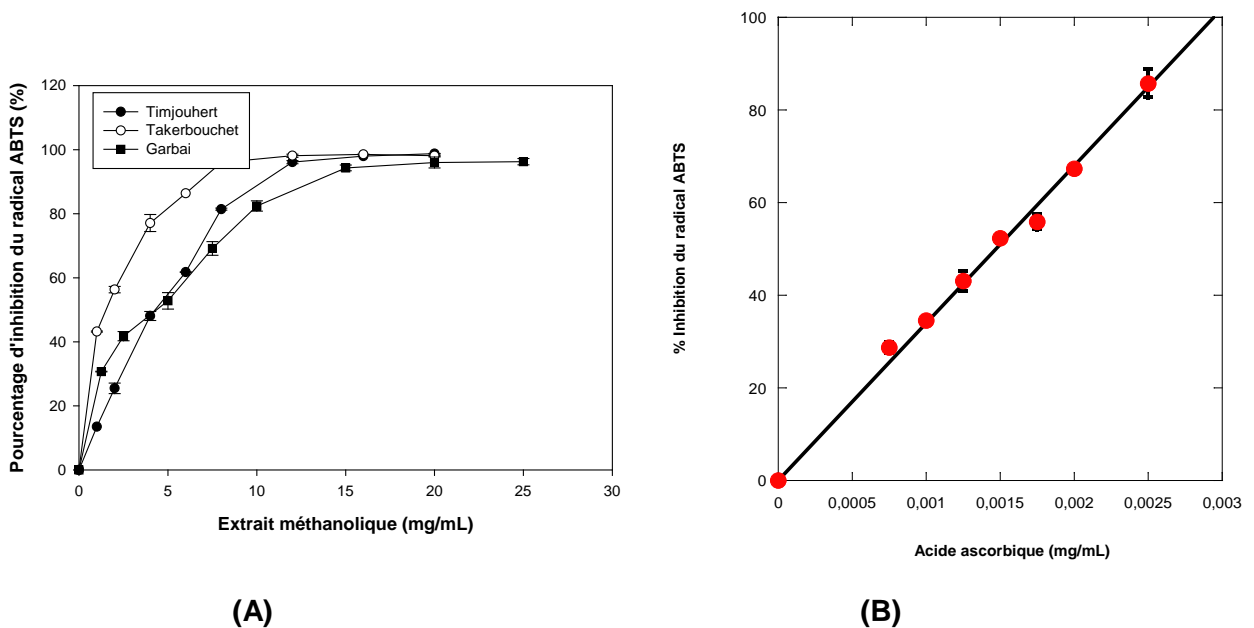 Pourcentage d'inhibition du radical ABTS (%)
120
100
80
60
40
20
0
Timjouhert
Takerbouchet
Garbai
0 5 10 15 20 25 30
Extrait méthanolique (mg/mL)
(A)
% Inhibition du radical ABTS
100
80
60
40
20
0
0 0,0005 0,001 0,0015 0,002 0,0025 0,003
Acide ascorbique (mg/mL)
(B)